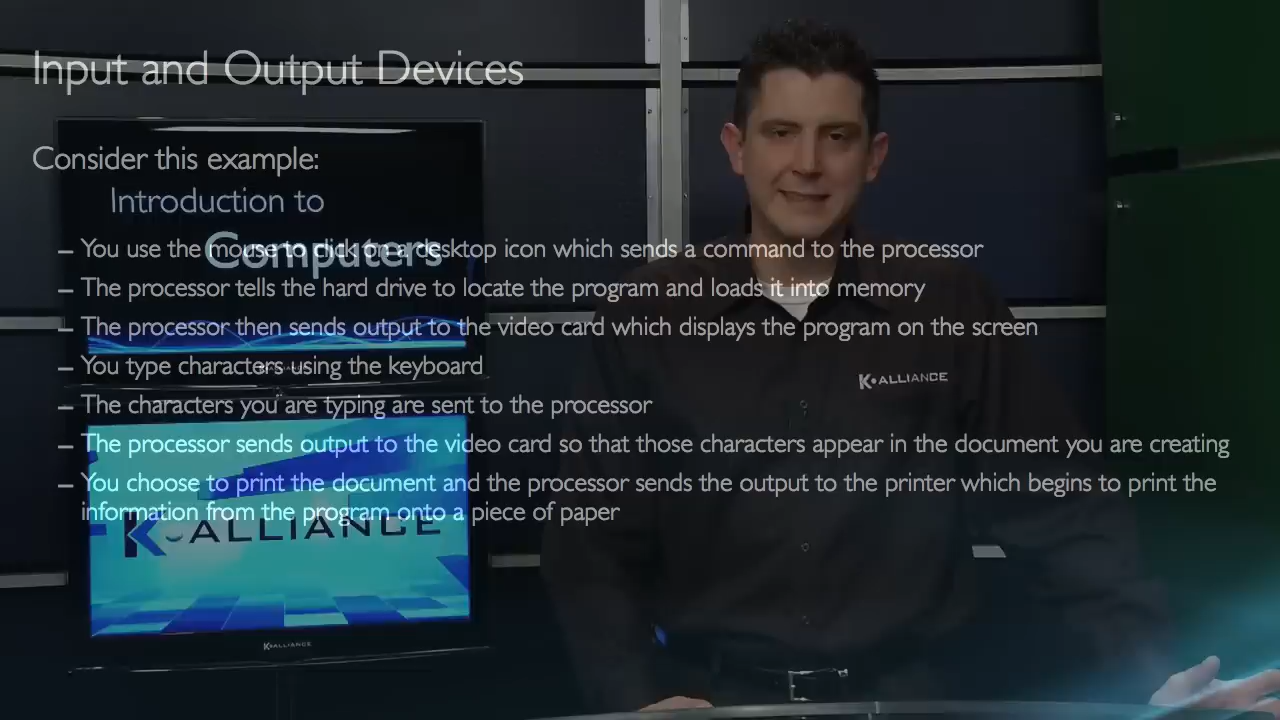 Input and Output Devices
Consider this example:
Introduction to
Computers
– You use the mouse to click on a desktop icon which sends a command to the processor
– The processor tells the hard drive to locate the program and loads it into memory
– The processor then sends output to the video card which displays the program on the screen
– You type characters using the keyboard
– The characters you are typing are sent to the processor
– The processor sends output to the video card so that those characters appear in the document you are creating
– You choose to print the document and the processor sends the output to the printer which begins to print the
information from the program onto a piece of paper
K•ALLIANCE
K•ALLIANCE
K•ALLIANCE